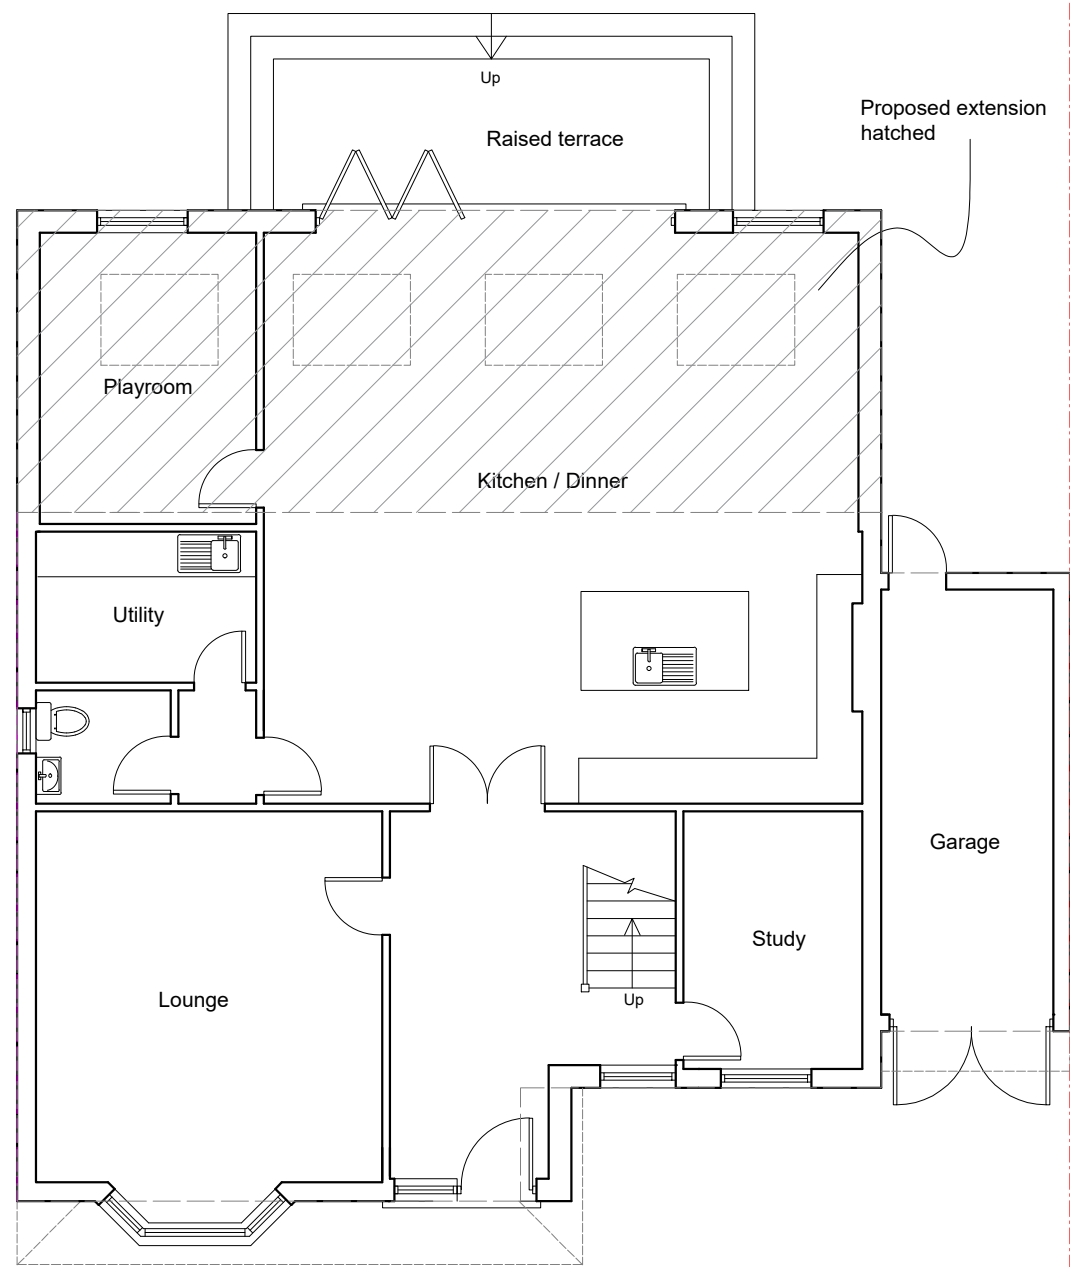 Up
Raised terrace
Proposed extension
hatched
Playroom
Kitchen / Dinner
Utility
Garage
Study
Lounge
Up